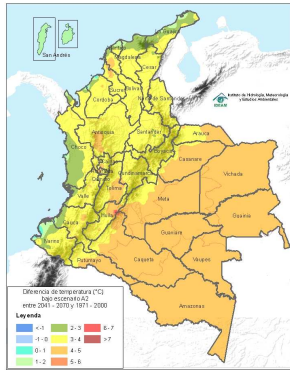 San Andrés
Instituto de Hidrología, Meteorología
y Estudios Ambientales
IDEAM
Guajira
Magdalena
Cesar
Sucre
Bolívar
Norte de Santander
Córdoba
Antioquia
Santander
Arauca
Chocó
Boyacá
Casanare
Cundinamarca
Vichada
Tolima
Valle
Meta
Guainía
Huila
Cauca
Guaviare
Nariño
Putumayo
Caquetá
Vaupés
Amazonas
Diferencia de temperatura (°C)
bajo escenario A2
entre 2041 - 2070 y 1971 - 2000
Leyenda
< -1
2 - 3
6 - 7
-1 - 0
3 - 4
>7
0 - 1
4 - 5
1 - 2
5 - 6